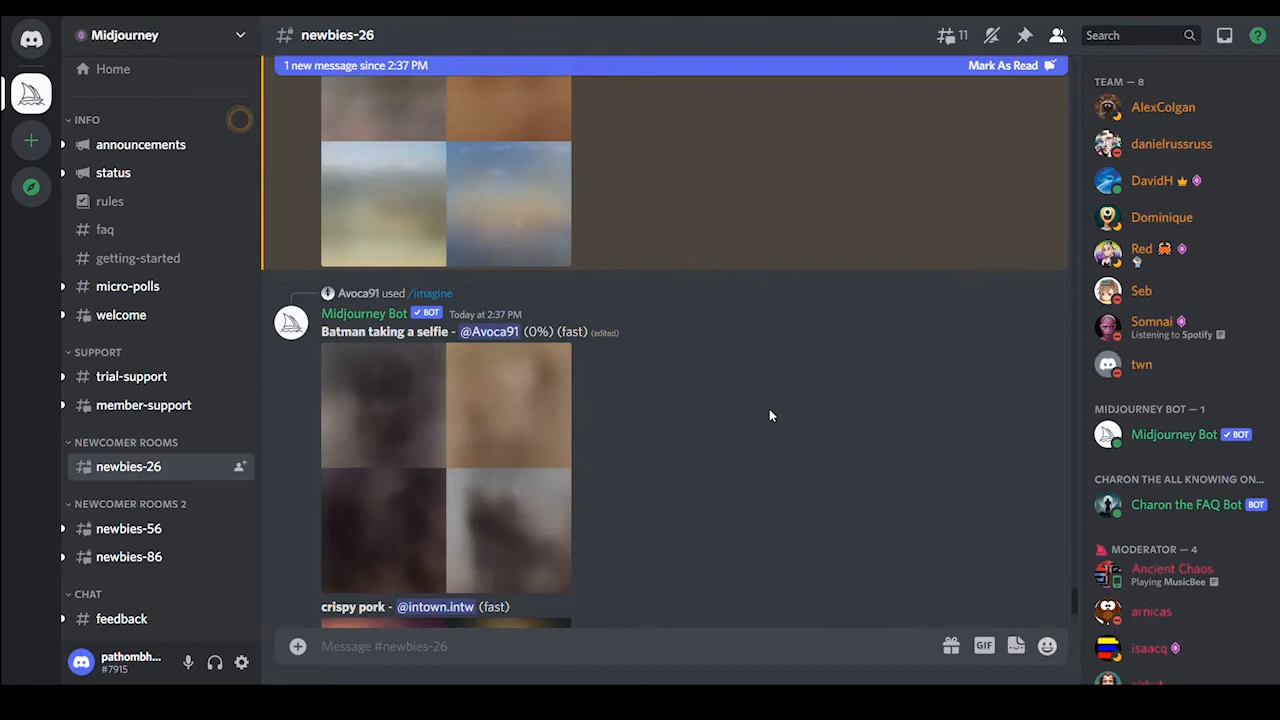 Midjourney
newbies-26
11
Search
1 new message since 2:37 PM
Mark As Read
Home
INFO
announcements
status
rules
faq
getting-started
micro-polls
welcome
SUPPORT
trial-support
member-support
NEWCOMER ROOMS
newbies-26
NEWCOMER ROOMS 2
newbies-56
newbies-86
CHAT
feedback
pathombh...
#7915
Avoca91 used /imagine
Midjourney Bot ✓ BOT Today at 2:37 PM
Batman taking a selfie - @Avoca91 (0%) (fast) (edited)
crispy pork - @intown.intw (fast)
Message #newbies-26
GIF
TEAM — 8
AlexColgan
danielrussruss
DavidH
Dominique
Red
Seb
Somnai
Listening to Spotify
twn
MIDJOURNEY BOT — 1
Midjourney Bot ✓ BOT
CHARON THE ALL KNOWING ON...
Charon the FAQ Bot BOT
MODERATOR — 4
Ancient Chaos
Playing MusicBee
arnicas
isaacq